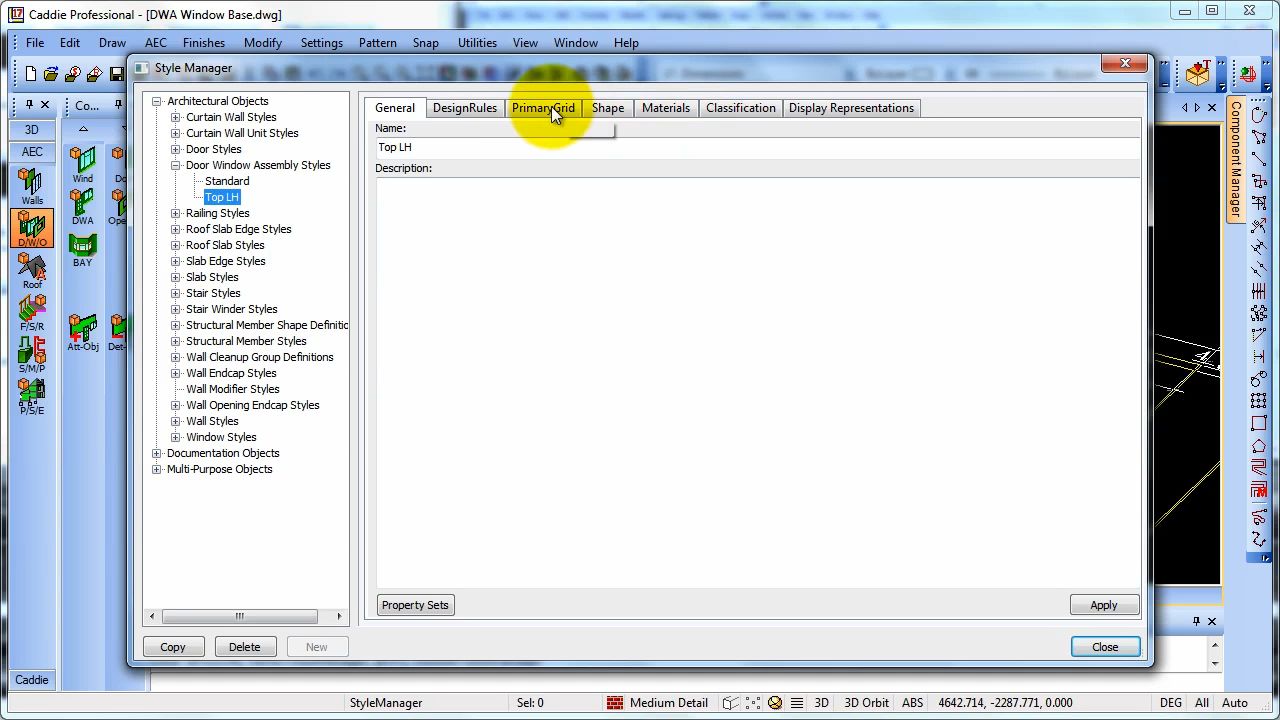 Caddie Professional - [DWA Window Base.dwg]
File Edit Draw AEC Finishes Modify Settings Pattern Snap Utilities View Window Help
Style Manager
Co...
3D
AEC
Walls
D/W/O
Roof
F/S/R
S/M/P
P/S/E
Caddie
Wind
DWA
BAY
Att-Obj
Architectural Objects
Curtain Wall Styles
Curtain Wall Unit Styles
Door Styles
Door Window Assembly Styles
Standard
Top LH
Railing Styles
Roof Slab Edge Styles
Roof Slab Styles
Slab Edge Styles
Slab Styles
Stair Styles
Stair Winder Styles
Structural Member Shape Definitic
Structural Member Styles
Wall Cleanup Group Definitions
Wall Endcap Styles
Wall Modifier Styles
Wall Opening Endcap Styles
Wall Styles
Window Styles
Documentation Objects
Multi-Purpose Objects
General DesignRules PrimaryGrid Shape Materials Classification Display Representations
Name:
Top LH
Description:
Property Sets Apply
Copy Delete New Close
Component Manager
StyleManager Sel: 0 Medium Detail 3D 3D Orbit ABS 4642.714, -2287.771, 0.000 DEG All Auto